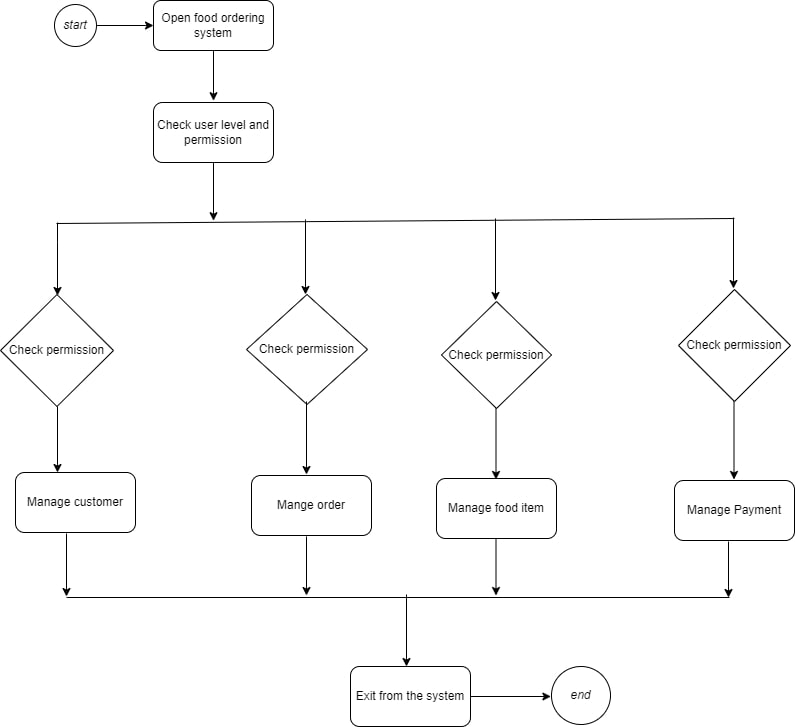 start
Open food ordering
system
Check user level and
permission
Check permission
Check permission
Check permission
Check permission
Manage customer
Mange order
Manage food item
Manage Payment
Exit from the system
end